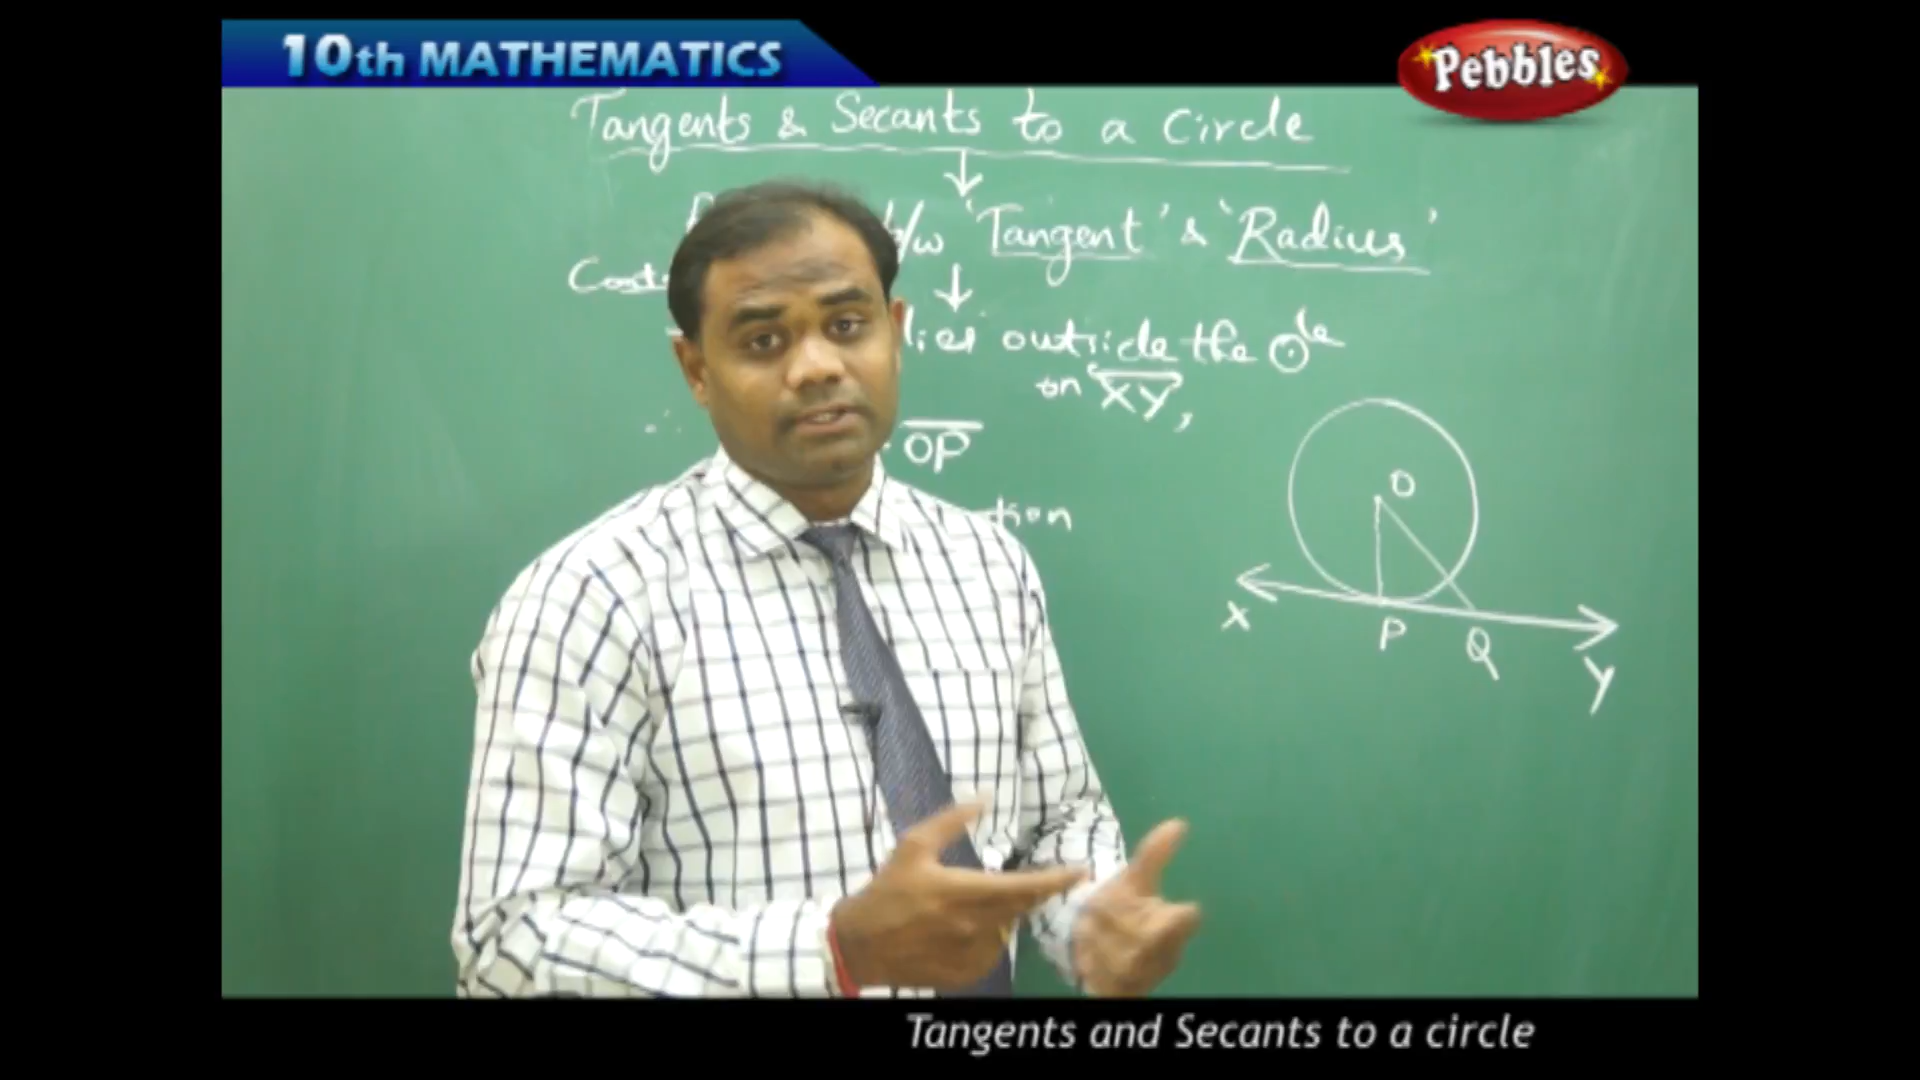 10th MATHEMATICS
Pebbles
Tangents & Secants to a Circle
b/w 'Tangent' & 'Radius'
lies outside the ⊙le
on XY,
OP
O
X
P
Q
Y
Tangents and Secants to a circle